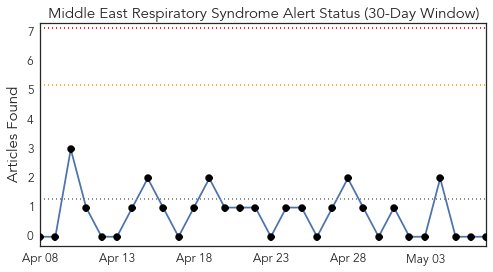 Middle East Respiratory Syndrome Alert Status (30-Day Window)
Articles Found
7
6
5
4
3
2
1
0
Apr 08
Apr 13
Apr 18
Apr 23
Apr 28
May 03